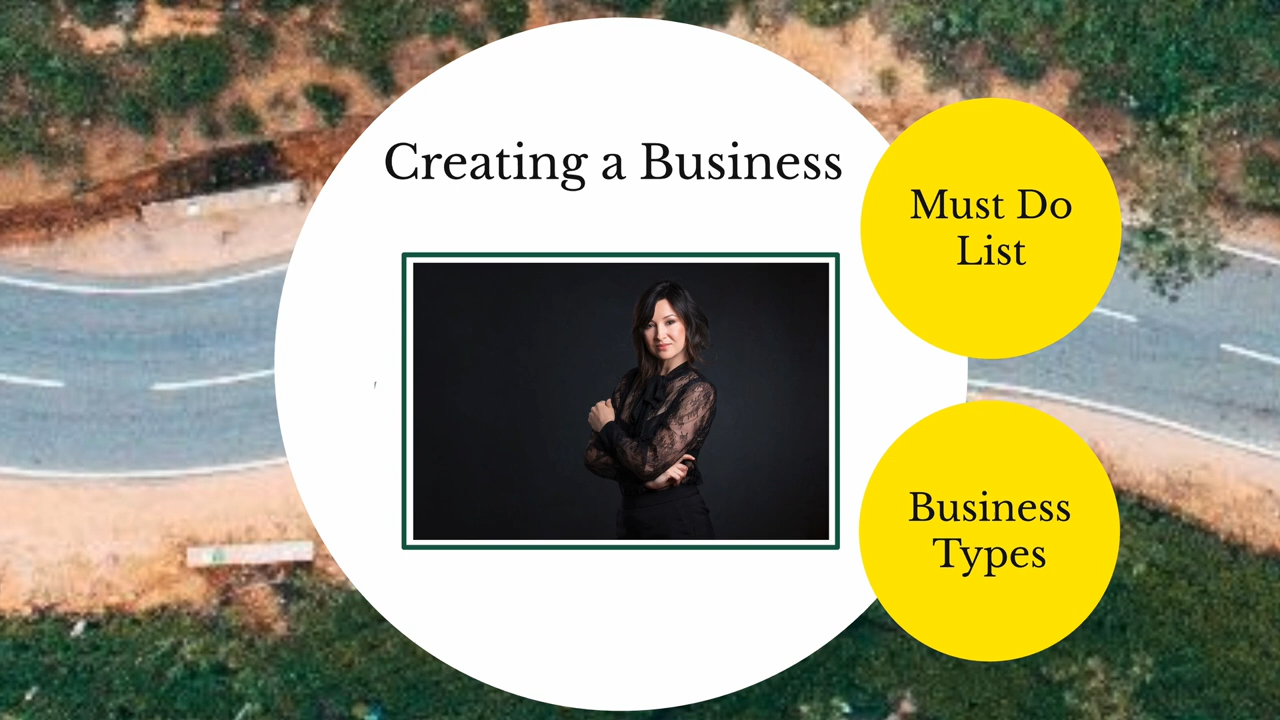 Creating a Business
Must Do
List
Business
Types